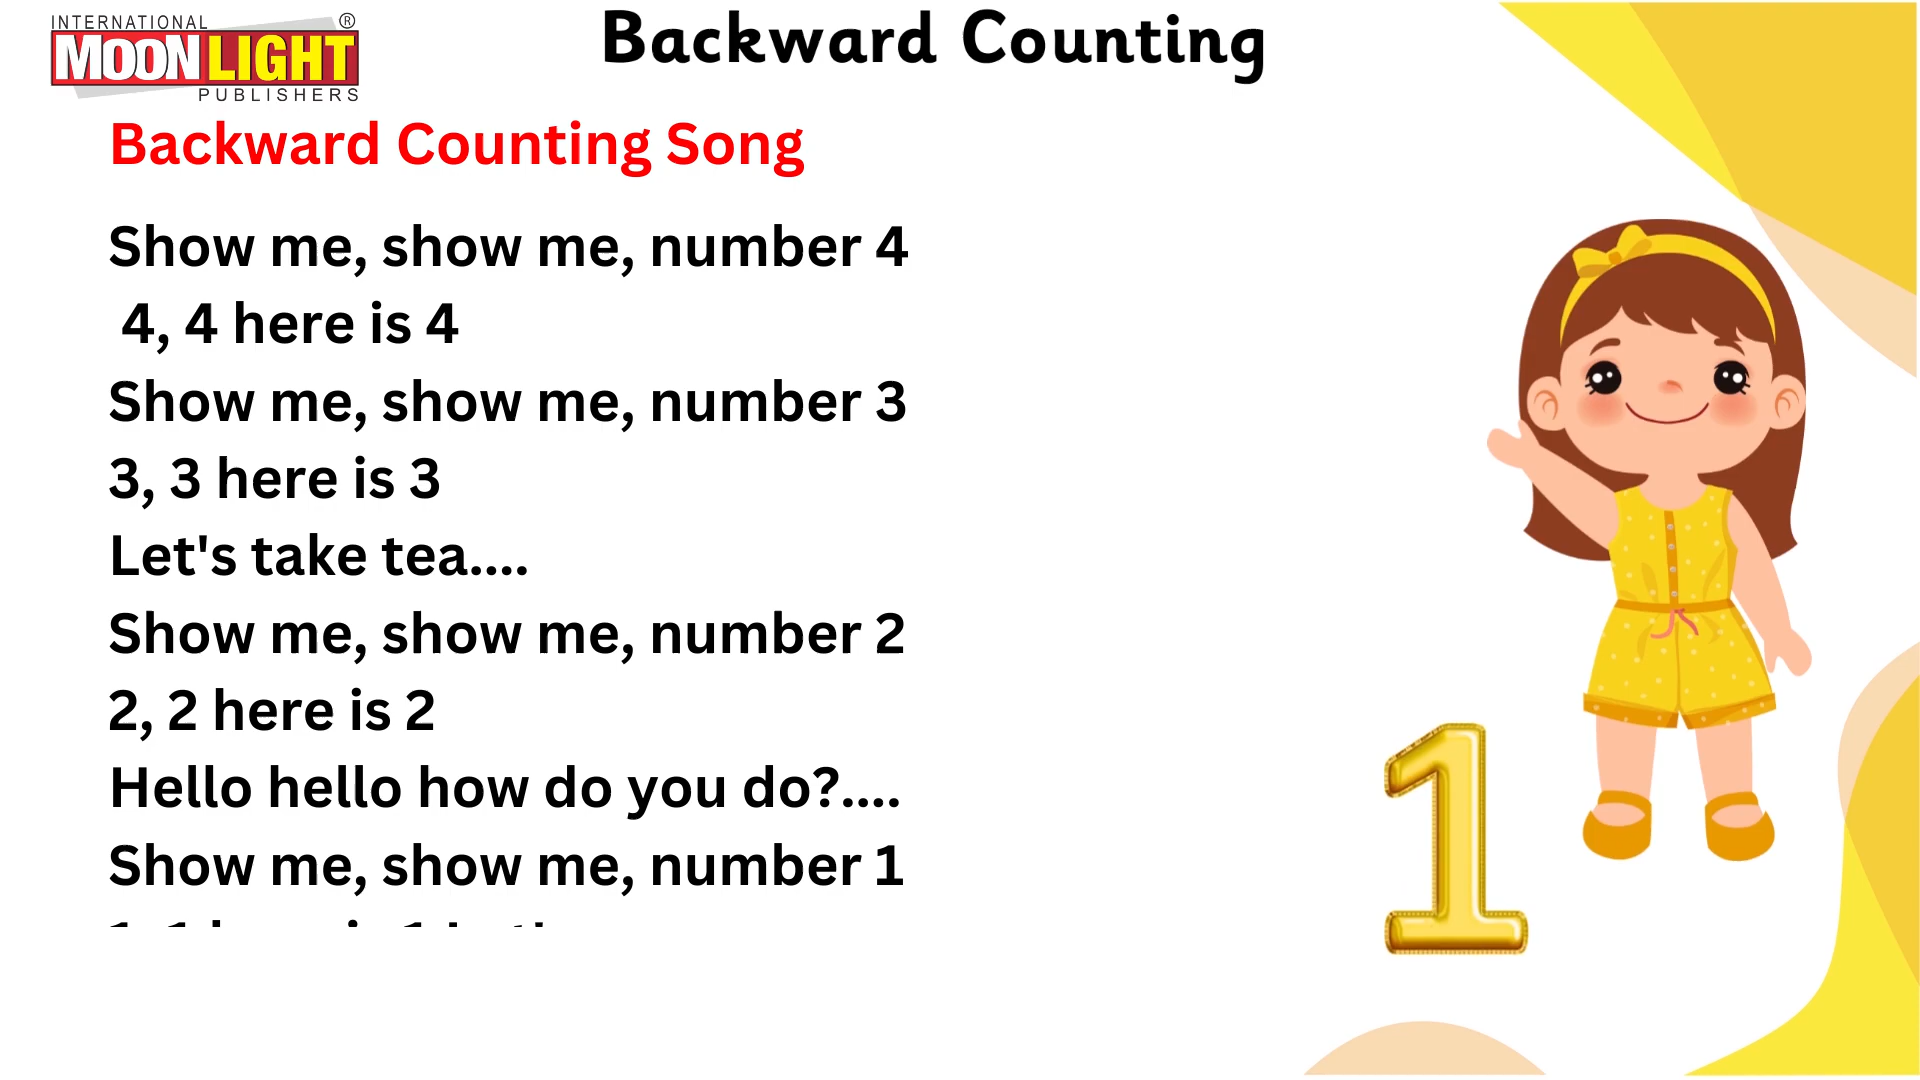 INTERNATIONAL ®
MOONLIGHT
PUBLISHERS
Backward Counting
Backward Counting Song
Show me, show me, number 4
4, 4 here is 4
Show me, show me, number 3
3, 3 here is 3
Let's take tea....
Show me, show me, number 2
2, 2 here is 2
Hello hello how do you do?....
Show me, show me, number 1
1